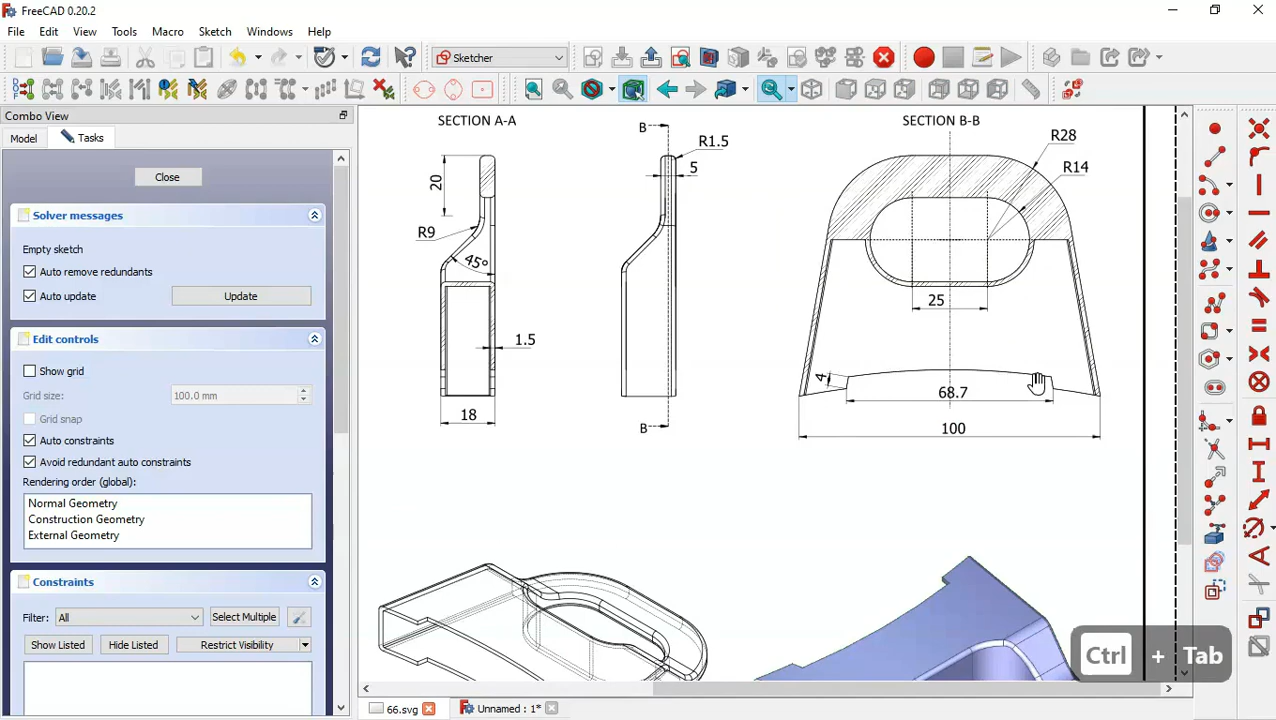 FreeCAD 0.20.2
File Edit View Tools Macro Sketch Windows Help
Sketcher
Combo View
Model Tasks
Close
Solver messages
Empty sketch
Auto remove redundants
Auto update Update
Edit controls
Show grid
Grid size: 100.0 mm
Grid snap
Auto constraints
Avoid redundant auto constraints
Rendering order (global):
Normal Geometry
Construction Geometry
External Geometry
Constraints
Filter: All Select Multiple
Show Listed Hide Listed Restrict Visibility
SECTION A-A
20
R9
45°
1.5
18
B
R1.5
5
B
SECTION B-B
R28
R14
25
4
68.7
100
Ctrl + Tab
66.svg Unnamed : 1*